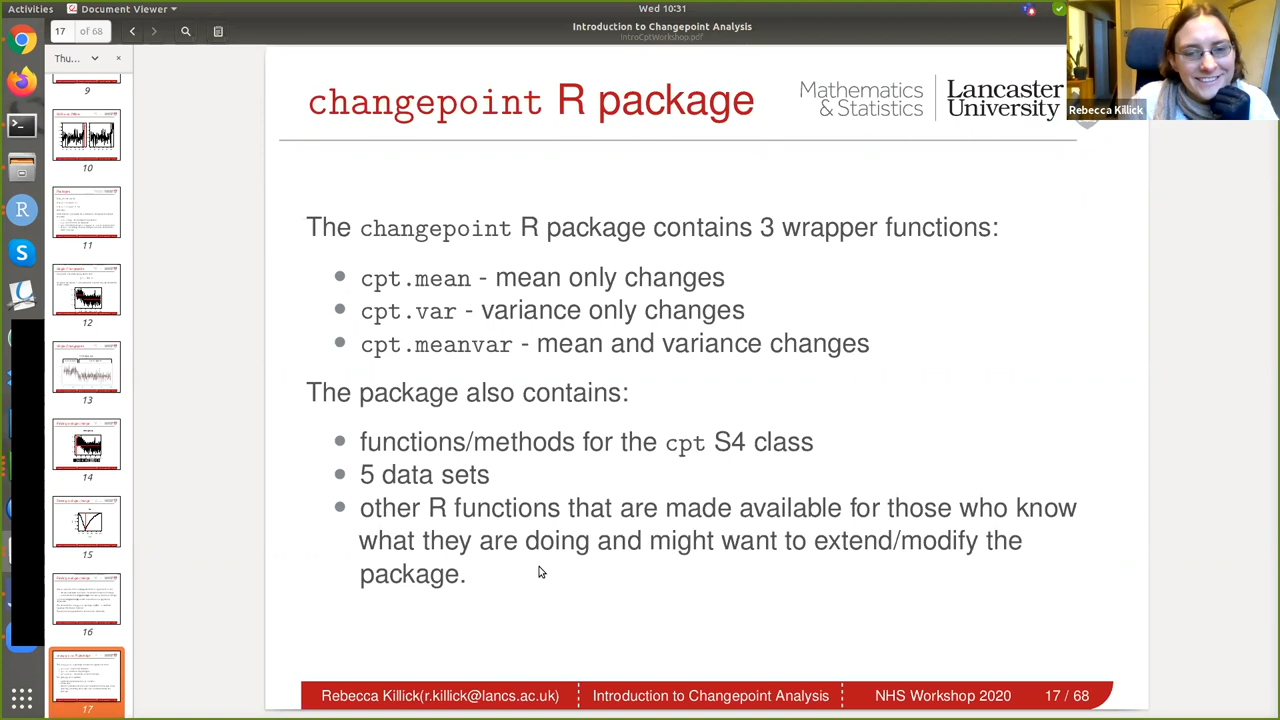 Activities
Document Viewer
Wed 10:31
17 of 68
Introduction to Changepoint Analysis
IntroCptWorkshop.pdf
Thu...
9
10
11
12
13
14
15
16
17
changepoint R package
Mathematics & Statistics
Lancaster University
Rebecca Killick
The changepoint R package contains 3 wrapper functions:
cpt.mean - mean only changes
cpt.var - variance only changes
cpt.meanvar - mean and variance changes
The package also contains:
functions/methods for the cpt S4 class
5 data sets
other R functions that are made available for those who know
what they are doing and might want to extend/modify the
package.
Rebecca Killick(r.killick@lancs.ac.uk)
Introduction to Changepoint Analysis
NHS Workshop 2020
17 / 68